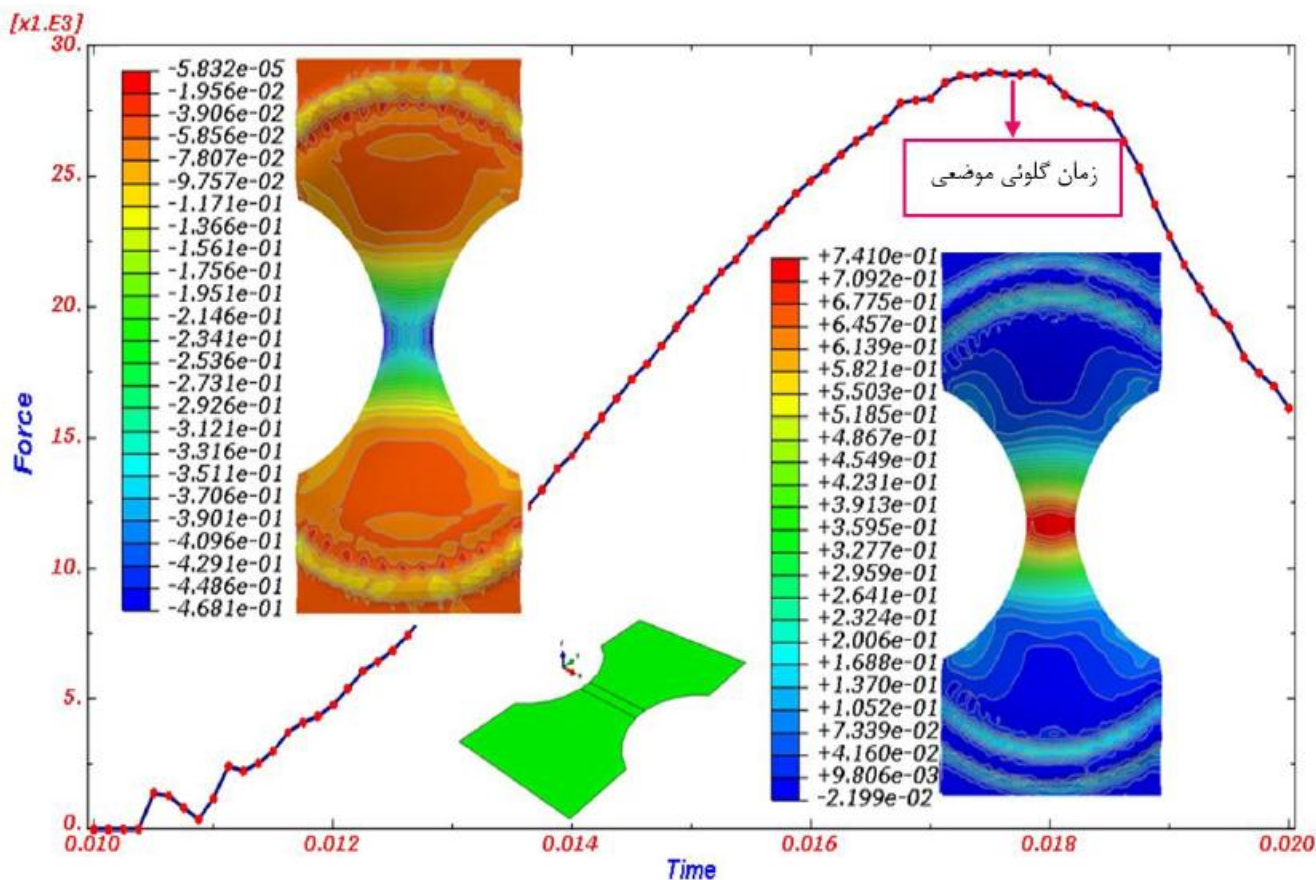 [x1.E3]
30.
25.
20.
15.
10.
5.
0.
Force
0.010
0.012
0.014
0.016
0.018
0.020
Time
-5.832e-05
-1.956e-02
-3.906e-02
-5.856e-02
-7.807e-02
-9.757e-02
-1.171e-01
-1.366e-01
-1.561e-01
-1.756e-01
-1.951e-01
-2.146e-01
-2.341e-01
-2.536e-01
-2.731e-01
-2.926e-01
-3.121e-01
-3.316e-01
-3.511e-01
-3.706e-01
-3.901e-01
-4.096e-01
-4.291e-01
-4.486e-01
-4.681e-01
زمان گلوئی موضعی
+7.410e-01
+7.092e-01
+6.775e-01
+6.457e-01
+6.139e-01
+5.821e-01
+5.503e-01
+5.185e-01
+4.867e-01
+4.549e-01
+4.231e-01
+3.913e-01
+3.595e-01
+3.277e-01
+2.959e-01
+2.641e-01
+2.324e-01
+2.006e-01
+1.688e-01
+1.370e-01
+1.052e-01
+7.339e-02
+4.160e-02
+9.806e-03
-2.199e-02